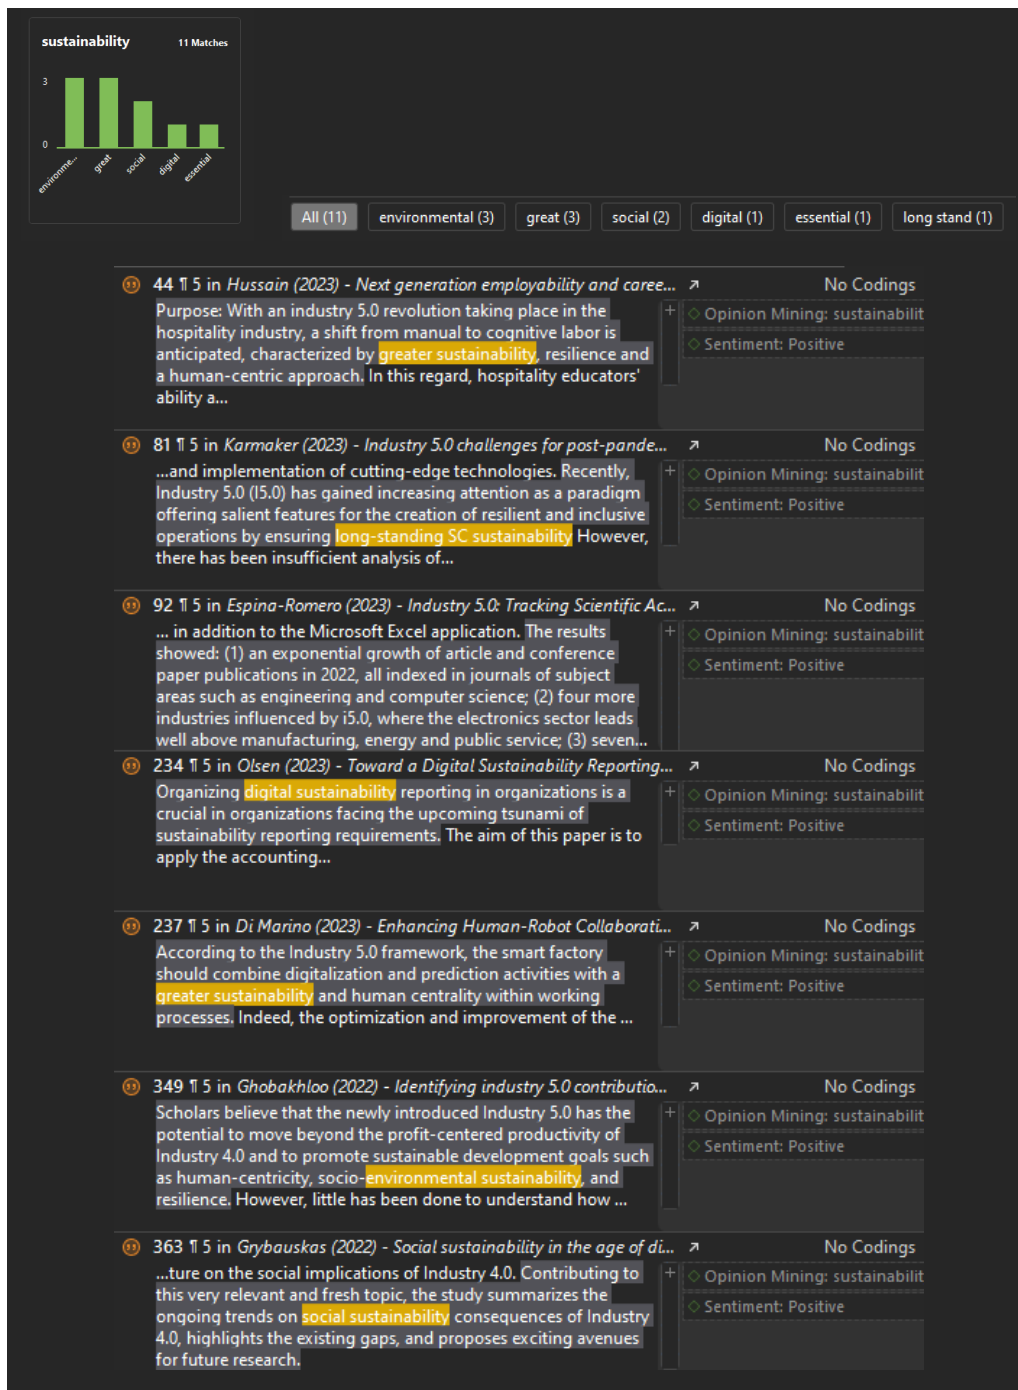 sustainability 11 Matches
3
0
environme...
great
social
digital
essential
All (11) environmental (3) great (3) social (2) digital (1) essential (1) long stand (1)
44 ¶ 5 in Hussain (2023) - Next generation employability and caree... No Codings
Purpose: With an industry 5.0 revolution taking place in the
hospitality industry, a shift from manual to cognitive labor is
anticipated, characterized by greater sustainability, resilience and
a human-centric approach. In this regard, hospitality educators'
ability a...
Opinion Mining: sustainabilit
Sentiment: Positive
81 ¶ 5 in Karmaker (2023) - Industry 5.0 challenges for post-pande... No Codings
...and implementation of cutting-edge technologies. Recently,
Industry 5.0 (I5.0) has gained increasing attention as a paradigm
offering salient features for the creation of resilient and inclusive
operations by ensuring long-standing SC sustainability However,
there has been insufficient analysis of...
Opinion Mining: sustainabilit
Sentiment: Positive
92 ¶ 5 in Espina-Romero (2023) - Industry 5.0: Tracking Scientific Ac... No Codings
... in addition to the Microsoft Excel application. The results
showed: (1) an exponential growth of article and conference
paper publications in 2022, all indexed in journals of subject
areas such as engineering and computer science; (2) four more
industries influenced by i5.0, where the electronics sector leads
well above manufacturing, energy and public service; (3) seven...
Opinion Mining: sustainabilit
Sentiment: Positive
234 ¶ 5 in Olsen (2023) - Toward a Digital Sustainability Reporting... No Codings
Organizing digital sustainability reporting in organizations is a
crucial in organizations facing the upcoming tsunami of
sustainability reporting requirements. The aim of this paper is to
apply the accounting...
Opinion Mining: sustainabilit
Sentiment: Positive
237 ¶ 5 in Di Marino (2023) - Enhancing Human-Robot Collaborati... No Codings
According to the Industry 5.0 framework, the smart factory
should combine digitalization and prediction activities with a
greater sustainability and human centrality within working
processes. Indeed, the optimization and improvement of the ...
Opinion Mining: sustainabilit
Sentiment: Positive
349 ¶ 5 in Ghobakhloo (2022) - Identifying industry 5.0 contributio... No Codings
Scholars believe that the newly introduced Industry 5.0 has the
potential to move beyond the profit-centered productivity of
Industry 4.0 and to promote sustainable development goals such
as human-centricity, socio-environmental sustainability, and
resilience. However, little has been done to understand how ...
Opinion Mining: sustainabilit
Sentiment: Positive
363 ¶ 5 in Grybauskas (2022) - Social sustainability in the age of di... No Codings
...ture on the social implications of Industry 4.0. Contributing to
this very relevant and fresh topic, the study summarizes the
ongoing trends on social sustainability consequences of Industry
4.0, highlights the existing gaps, and proposes exciting avenues
for future research.
Opinion Mining: sustainabilit
Sentiment: Positive